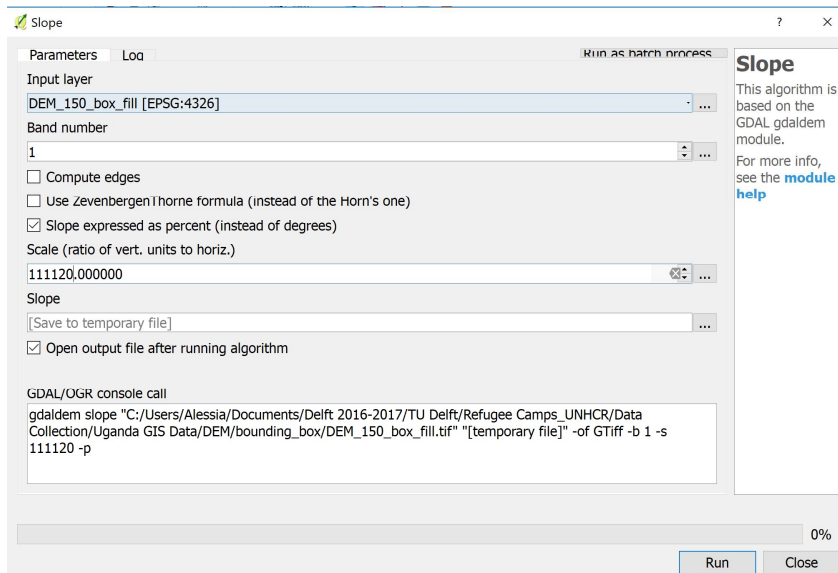 Slope
? ×
Parameters Log Run as batch process
Input layer
DEM_150_box_fill [EPSG:4326] ...
Band number
1 ...
Compute edges
Use ZevenbergenThorne formula (instead of the Horn's one)
Slope expressed as percent (instead of degrees)
Scale (ratio of vert. units to horiz.)
111120.000000 ...
Slope
[Save to temporary file] ...
Open output file after running algorithm
GDAL/OGR console call
gdaldem slope "C:/Users/Alessia/Documents/Delft 2016-2017/TU Delft/Refugee Camps_UNHCR/Data
Collection/Uganda GIS Data/DEM/bounding_box/DEM_150_box_fill.tif" "[temporary file]" -of GTiff -b 1 -s
111120 -p
Slope
This algorithm is
based on the
GDAL gdaldem
module.
For more info,
see the module
help
0%
Run Close